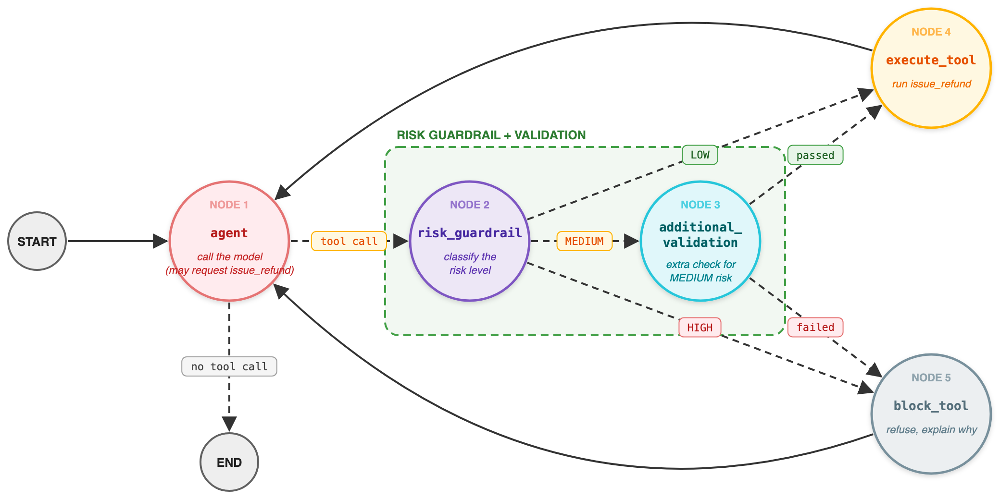 NODE 4
execute_tool
run issue_refund
RISK GUARDRAIL + VALIDATION
LOW
passed
START
NODE 1
agent
call the model
(may request issue_refund)
tool call
NODE 2
risk_guardrail
classify the
risk level
MEDIUM
NODE 3
additional_
validation
extra check for
MEDIUM risk
HIGH
failed
no tool call
NODE 5
block_tool
refuse, explain why
END